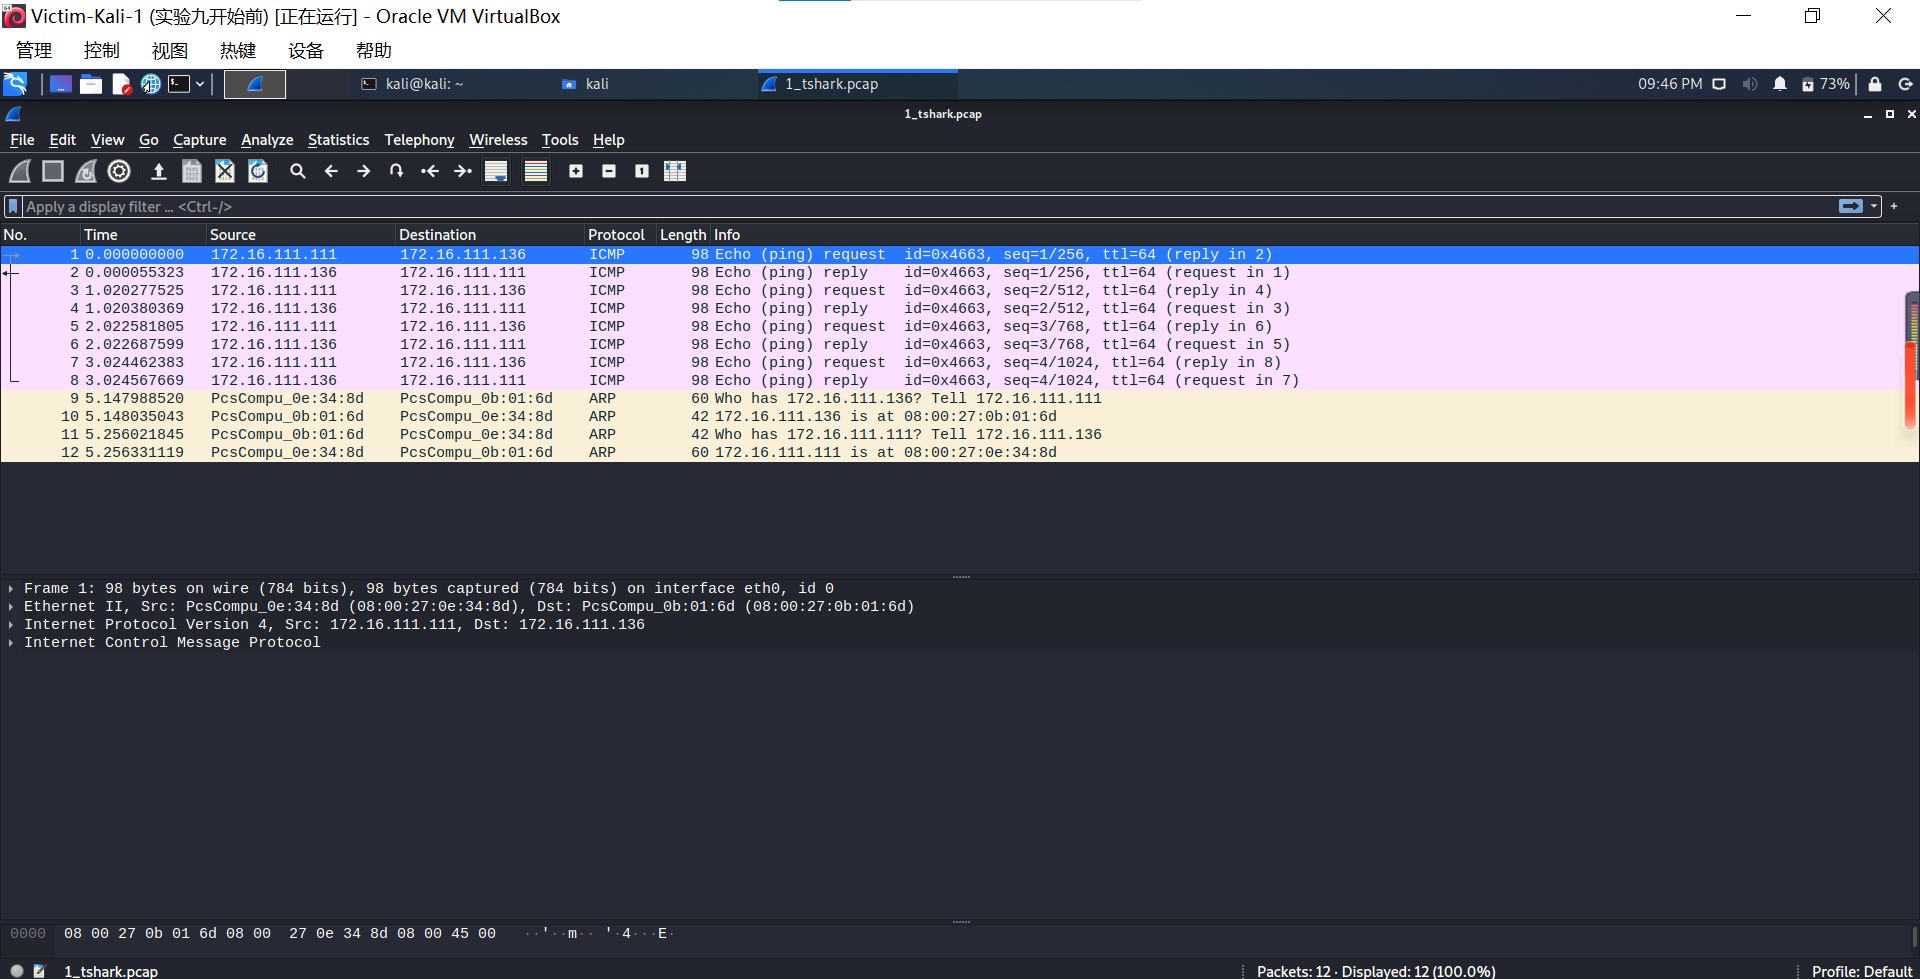 Victim-Kali-1 (实验九开始前) [正在运行] - Oracle VM VirtualBox
管理 控制 视图 热键 设备 帮助
kali@kali: ~ kali 1_tshark.pcap 09:46 PM 73%
1_tshark.pcap
File Edit View Go Capture Analyze Statistics Telephony Wireless Tools Help
Apply a display filter ... <Ctrl-/>
No. Time Source Destination Protocol Length Info
1 0.000000000 172.16.111.111 172.16.111.136 ICMP 98 Echo (ping) request id=0x4663, seq=1/256, ttl=64 (reply in 2)
2 0.000055323 172.16.111.136 172.16.111.111 ICMP 98 Echo (ping) reply id=0x4663, seq=1/256, ttl=64 (request in 1)
3 1.020277525 172.16.111.111 172.16.111.136 ICMP 98 Echo (ping) request id=0x4663, seq=2/512, ttl=64 (reply in 4)
4 1.020380369 172.16.111.136 172.16.111.111 ICMP 98 Echo (ping) reply id=0x4663, seq=2/512, ttl=64 (request in 3)
5 2.022581805 172.16.111.111 172.16.111.136 ICMP 98 Echo (ping) request id=0x4663, seq=3/768, ttl=64 (reply in 6)
6 2.022687599 172.16.111.136 172.16.111.111 ICMP 98 Echo (ping) reply id=0x4663, seq=3/768, ttl=64 (request in 5)
7 3.024462383 172.16.111.111 172.16.111.136 ICMP 98 Echo (ping) request id=0x4663, seq=4/1024, ttl=64 (reply in 8)
8 3.024567669 172.16.111.136 172.16.111.111 ICMP 98 Echo (ping) reply id=0x4663, seq=4/1024, ttl=64 (request in 7)
9 5.147988520 PcsCompu_0e:34:8d PcsCompu_0b:01:6d ARP 60 Who has 172.16.111.136? Tell 172.16.111.111
10 5.148035043 PcsCompu_0b:01:6d PcsCompu_0e:34:8d ARP 42 172.16.111.136 is at 08:00:27:0b:01:6d
11 5.256021845 PcsCompu_0b:01:6d PcsCompu_0e:34:8d ARP 42 Who has 172.16.111.111? Tell 172.16.111.136
12 5.256331119 PcsCompu_0e:34:8d PcsCompu_0b:01:6d ARP 60 172.16.111.111 is at 08:00:27:0e:34:8d
Frame 1: 98 bytes on wire (784 bits), 98 bytes captured (784 bits) on interface eth0, id 0
Ethernet II, Src: PcsCompu_0e:34:8d (08:00:27:0e:34:8d), Dst: PcsCompu_0b:01:6d (08:00:27:0b:01:6d)
Internet Protocol Version 4, Src: 172.16.111.111, Dst: 172.16.111.136
Internet Control Message Protocol
0000 08 00 27 0b 01 6d 08 00 27 0e 34 8d 08 00 45 00 ··'··m·· '·4···E·
1_tshark.pcap Packets: 12 · Displayed: 12 (100.0%) Profile: Default